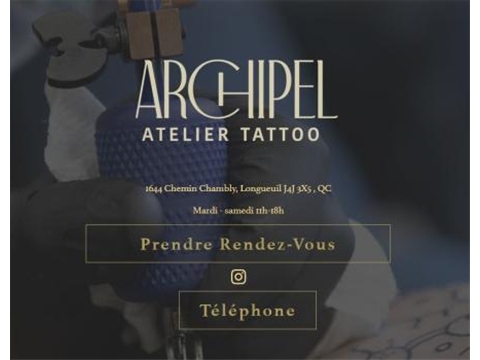 ARCHIPEL
ATELIER TATTOO
1644 Chemin Chambly, Longueuil J4J 3X5 , QC
Mardi - samedi 11h-18h
Prendre Rendez-Vous
Téléphone